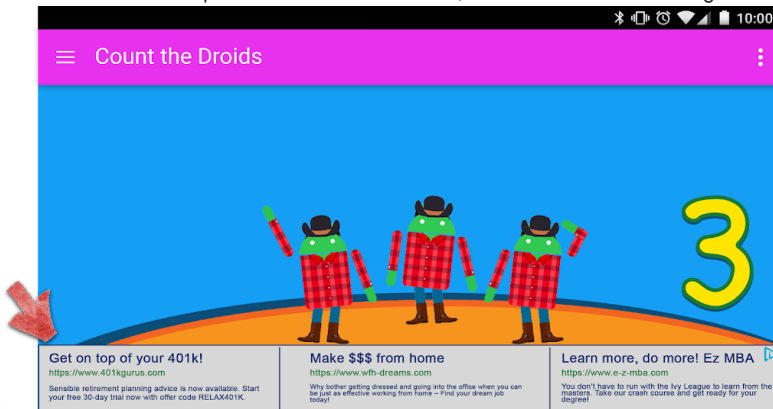 10:00
Count the Droids
3
Get on top of your 401k!
https://www.401kgurus.com
Sensible retirement planning advice is now available. Start
your free 30-day trial now with offer code RELAX401K.
Make $$$ from home
https://www.wfh-dreams.com
Why bother getting dressed and going into the office when you can
be just as effective working from home – Find your dream job
today!
Learn more, do more! Ez MBA
https://www.e-z-mba.com
You don't have to run with the Ivy League to learn from the
masters. Take our crash course and get ready for your
degree!